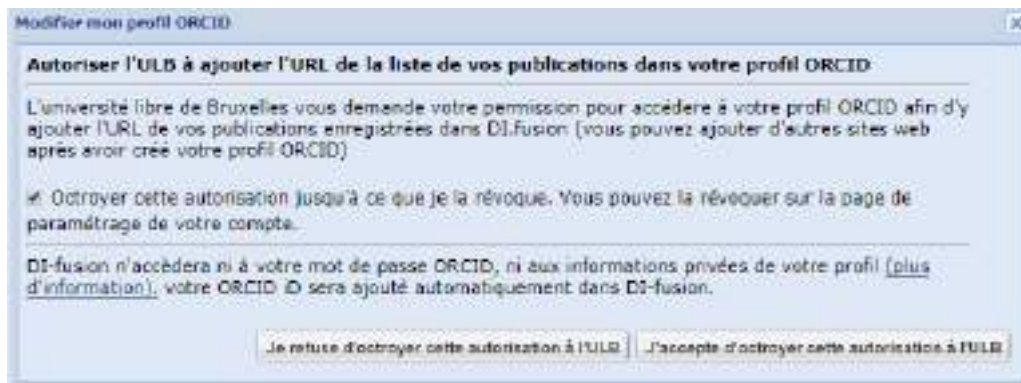 Modifier mon profil ORCID
Autoriser l'ULB à ajouter l'URL de la liste de vos publications dans votre profil ORCID
L'université libre de Bruxelles vous demande votre permission pour accédere à votre profil ORCID afin d'y
ajouter l'URL de vos publications enregistrées dans DI.fusion (vous pouvez ajouter d'autres sites web
après avoir créé votre profil ORCID)
Octroyer cette autorisation jusqu'à ce que je la révoque. Vous pouvez la révoquer sur la page de
paramétrage de votre compte.
DI-fusion n'accèdera ni à votre mot de passe ORCID, ni aux informations privées de votre profil (plus
d'information), votre ORCID iD sera ajouté automatiquement dans DI-fusion.
Je refuse d'octroyer cette autorisation à l'ULB J'accepte d'octroyer cette autorisation à l'ULB